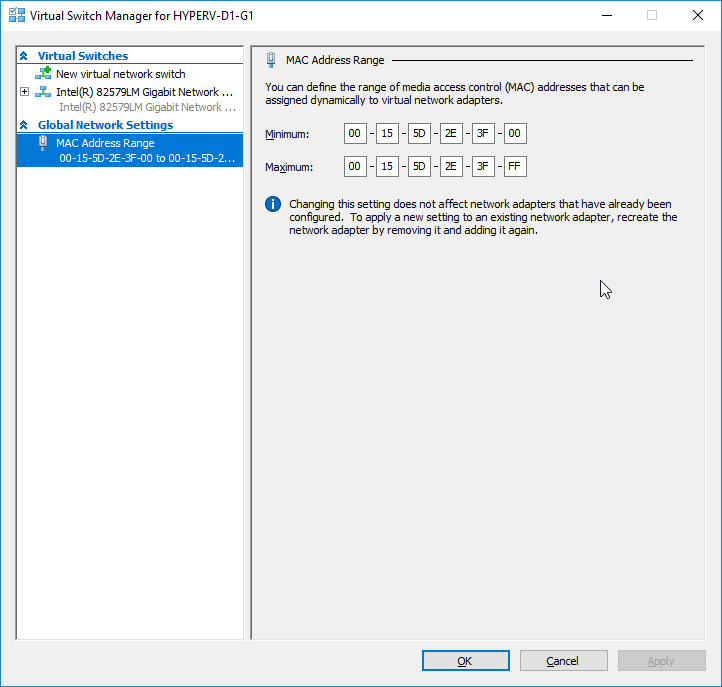 Virtual Switch Manager for HYPERV-D1-G1
Virtual Switches
New virtual network switch
Intel(R) 82579LM Gigabit Network ...
Intel(R) 82579LM Gigabit Network ...
Global Network Settings
MAC Address Range
00-15-5D-2E-3F-00 to 00-15-5D-2...
MAC Address Range
You can define the range of media access control (MAC) addresses that can be
assigned dynamically to virtual network adapters.
Minimum: 00 - 15 - 5D - 2E - 3F - 00
Maximum: 00 - 15 - 5D - 2E - 3F - FF
Changing this setting does not affect network adapters that have already been
configured. To apply a new setting to an existing network adapter, recreate the
network adapter by removing it and adding it again.
OK Cancel Apply